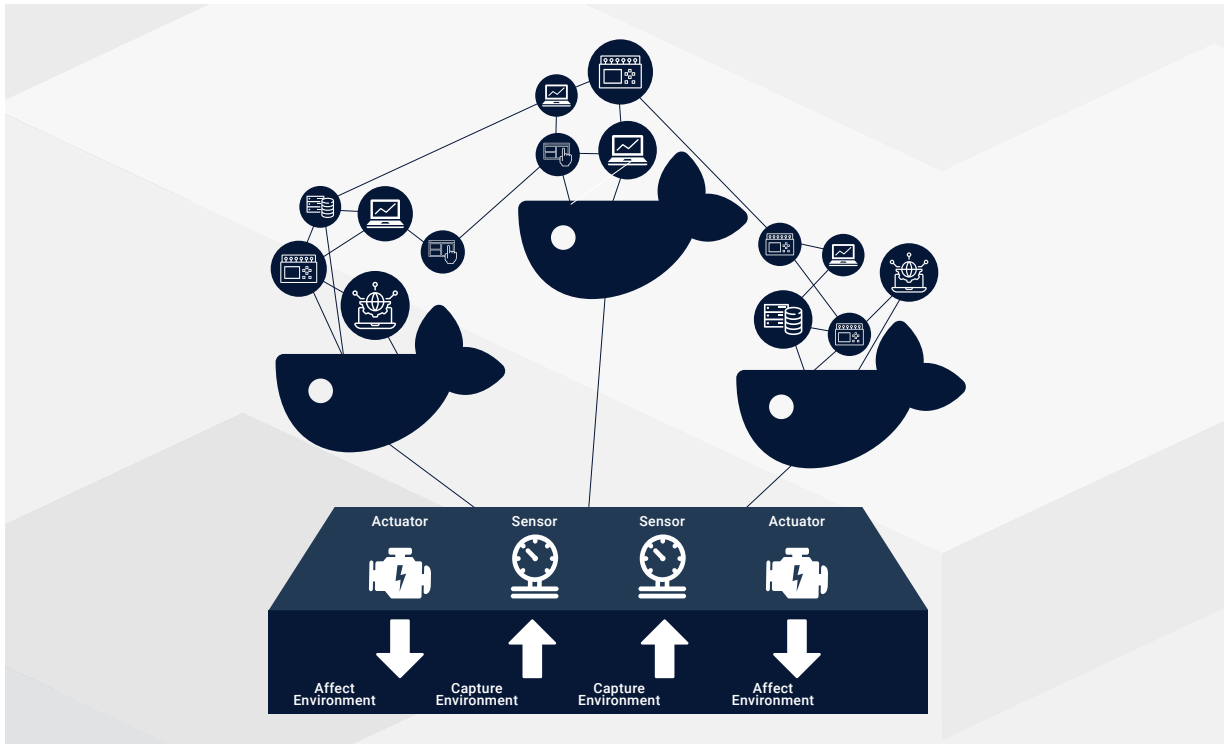 Actuator
Sensor
Sensor
Actuator
Affect
Environment
Capture
Environment
Capture
Environment
Affect
Environment